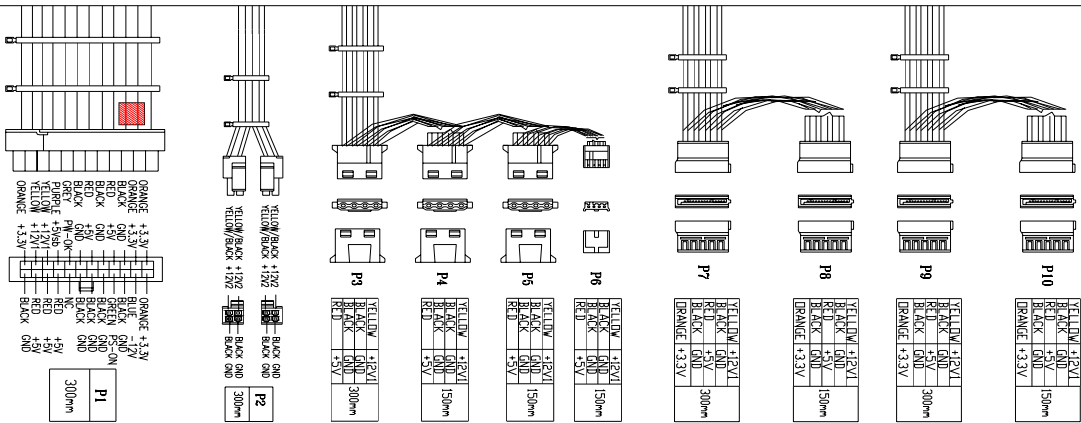 ORANGE +3.3V
ORANGE +3.3V
BLACK GND
RED +5V
BLACK GND
RED +5V
BLACK GND
GREY PW-OK
PURPLE +5Vsb
YELLOW +12V1
YELLOW +12V1
ORANGE +3.3V
ORANGE +3.3V
BLUE -12V
BLACK GND
GREEN PS-ON
BLACK GND
BLACK GND
BLACK GND
NC
RED +5V
RED +5V
RED +5V
BLACK GND
P1
300mm
YELLOW/BLACK +12V2
YELLOW/BLACK +12V2
YELLOW/BLACK +12V2
YELLOW/BLACK +12V2
BLACK GND
BLACK GND
BLACK GND
BLACK GND
P2
300mm
P3
YELLOW +12V1
BLACK GND
BLACK GND
RED +5V
300mm
P4
YELLOW +12V1
BLACK GND
BLACK GND
RED +5V
150mm
P5
YELLOW +12V1
BLACK GND
BLACK GND
RED +5V
150mm
P6
YELLOW +12V1
BLACK GND
BLACK GND
RED +5V
150mm
P7
YELLOW +12V1
BLACK GND
RED +5V
BLACK GND
ORANGE +3.3V
300mm
P8
YELLOW +12V1
BLACK GND
RED +5V
BLACK GND
ORANGE +3.3V
150mm
P9
YELLOW +12V1
BLACK GND
RED +5V
BLACK GND
ORANGE +3.3V
300mm
P10
YELLOW +12V1
BLACK GND
RED +5V
BLACK GND
ORANGE +3.3V
150mm